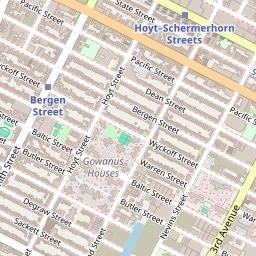 State Street
Hoyt-Schermerhorn
Streets
Pacific Street
Pacific
Dean Street
Hoyt Street
Wyckoff Street
Bergen
Street
Bergen Street
Baltic Street
Hoyt Street
Wyckoff Street
Butler Street
Gowanus
Houses
Warren Street
Baltic Street
Degraw Street
Butler Street
Sackett Street
Nevins Street
3rd Avenue